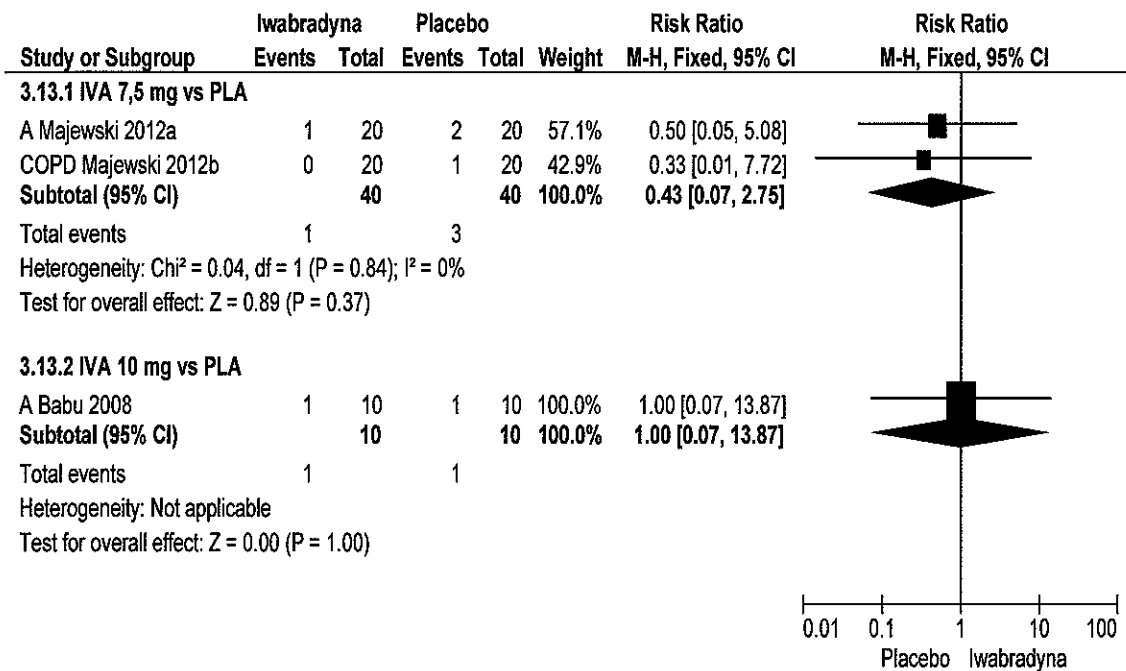 Iwabradyna Placebo Risk Ratio Risk Ratio
Study or Subgroup Events Total Events Total Weight M-H, Fixed, 95% CI M-H, Fixed, 95% CI
3.13.1 IVA 7,5 mg vs PLA
A Majewski 2012a 1 20 2 20 57.1% 0.50 [0.05, 5.08]
COPD Majewski 2012b 0 20 1 20 42.9% 0.33 [0.01, 7.72]
Subtotal (95% CI) 40 40 100.0% 0.43 [0.07, 2.75]
Total events 1 3
Heterogeneity: Chi² = 0.04, df = 1 (P = 0.84); I² = 0%
Test for overall effect: Z = 0.89 (P = 0.37)
3.13.2 IVA 10 mg vs PLA
A Babu 2008 1 10 1 10 100.0% 1.00 [0.07, 13.87]
Subtotal (95% CI) 10 10 100.0% 1.00 [0.07, 13.87]
Total events 1 1
Heterogeneity: Not applicable
Test for overall effect: Z = 0.00 (P = 1.00)
0.01 0.1 1 10 100
Placebo Iwabradyna